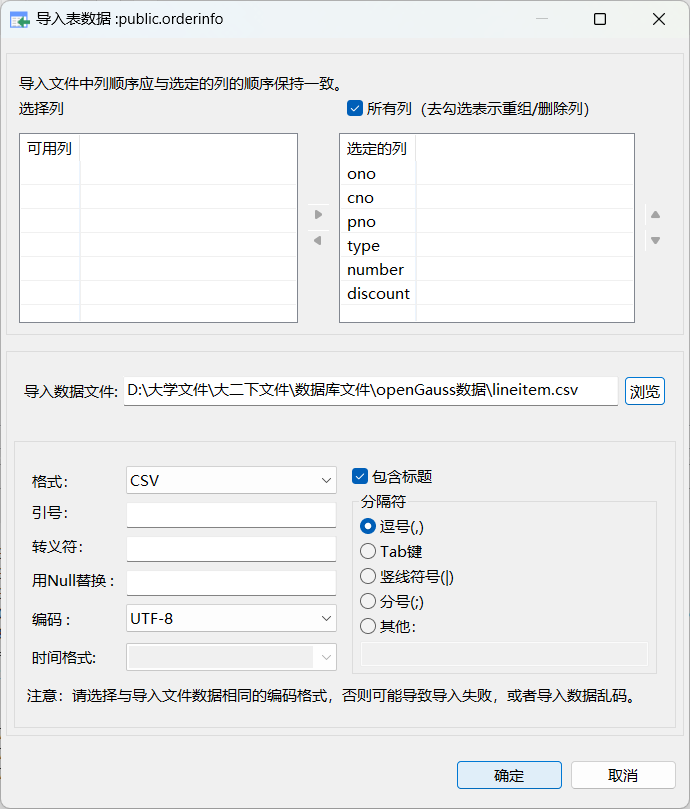 导入表数据 :public.orderinfo
导入文件中列顺序应与选定的列的顺序保持一致。
选择列
所有列（去勾选表示重组/删除列）
可用列
选定的列
ono
cno
pno
type
number
discount
导入数据文件: D:\大学文件\大二下文件\数据库文件\openGauss数据\lineitem.csv 浏览
格式： CSV
引号：
转义符：
用Null替换：
编码： UTF-8
时间格式:
包含标题
分隔符
逗号(,)
Tab键
竖线符号(|)
分号(;)
其他：
注意：请选择与导入文件数据相同的编码格式，否则可能导致导入失败，或者导入数据乱码。
确定 取消